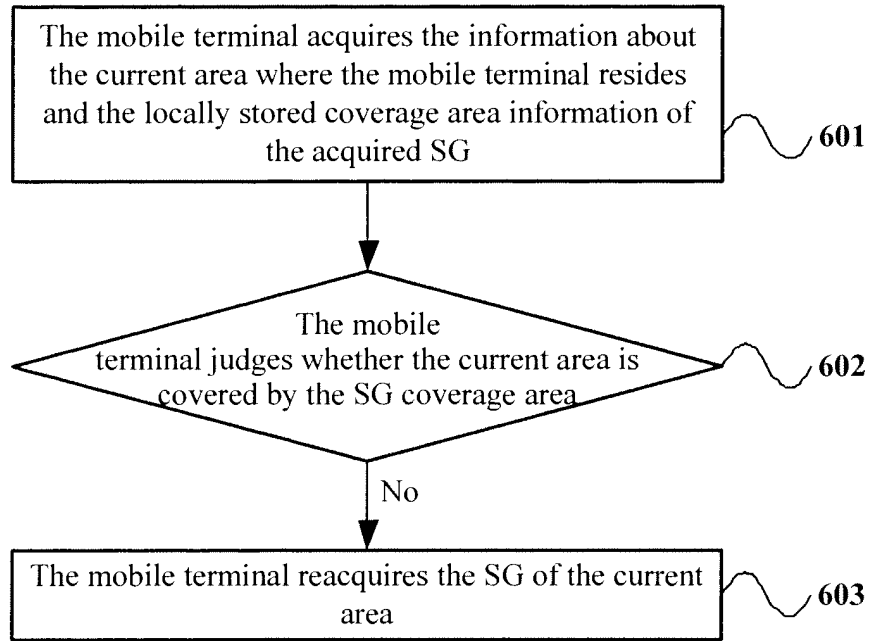 The mobile terminal acquires the information about
the current area where the mobile terminal resides
and the locally stored coverage area information of
the acquired SG
601
The mobile
terminal judges whether the current area is
covered by the SG coverage area
602
No
The mobile terminal reacquires the SG of the current
area
603